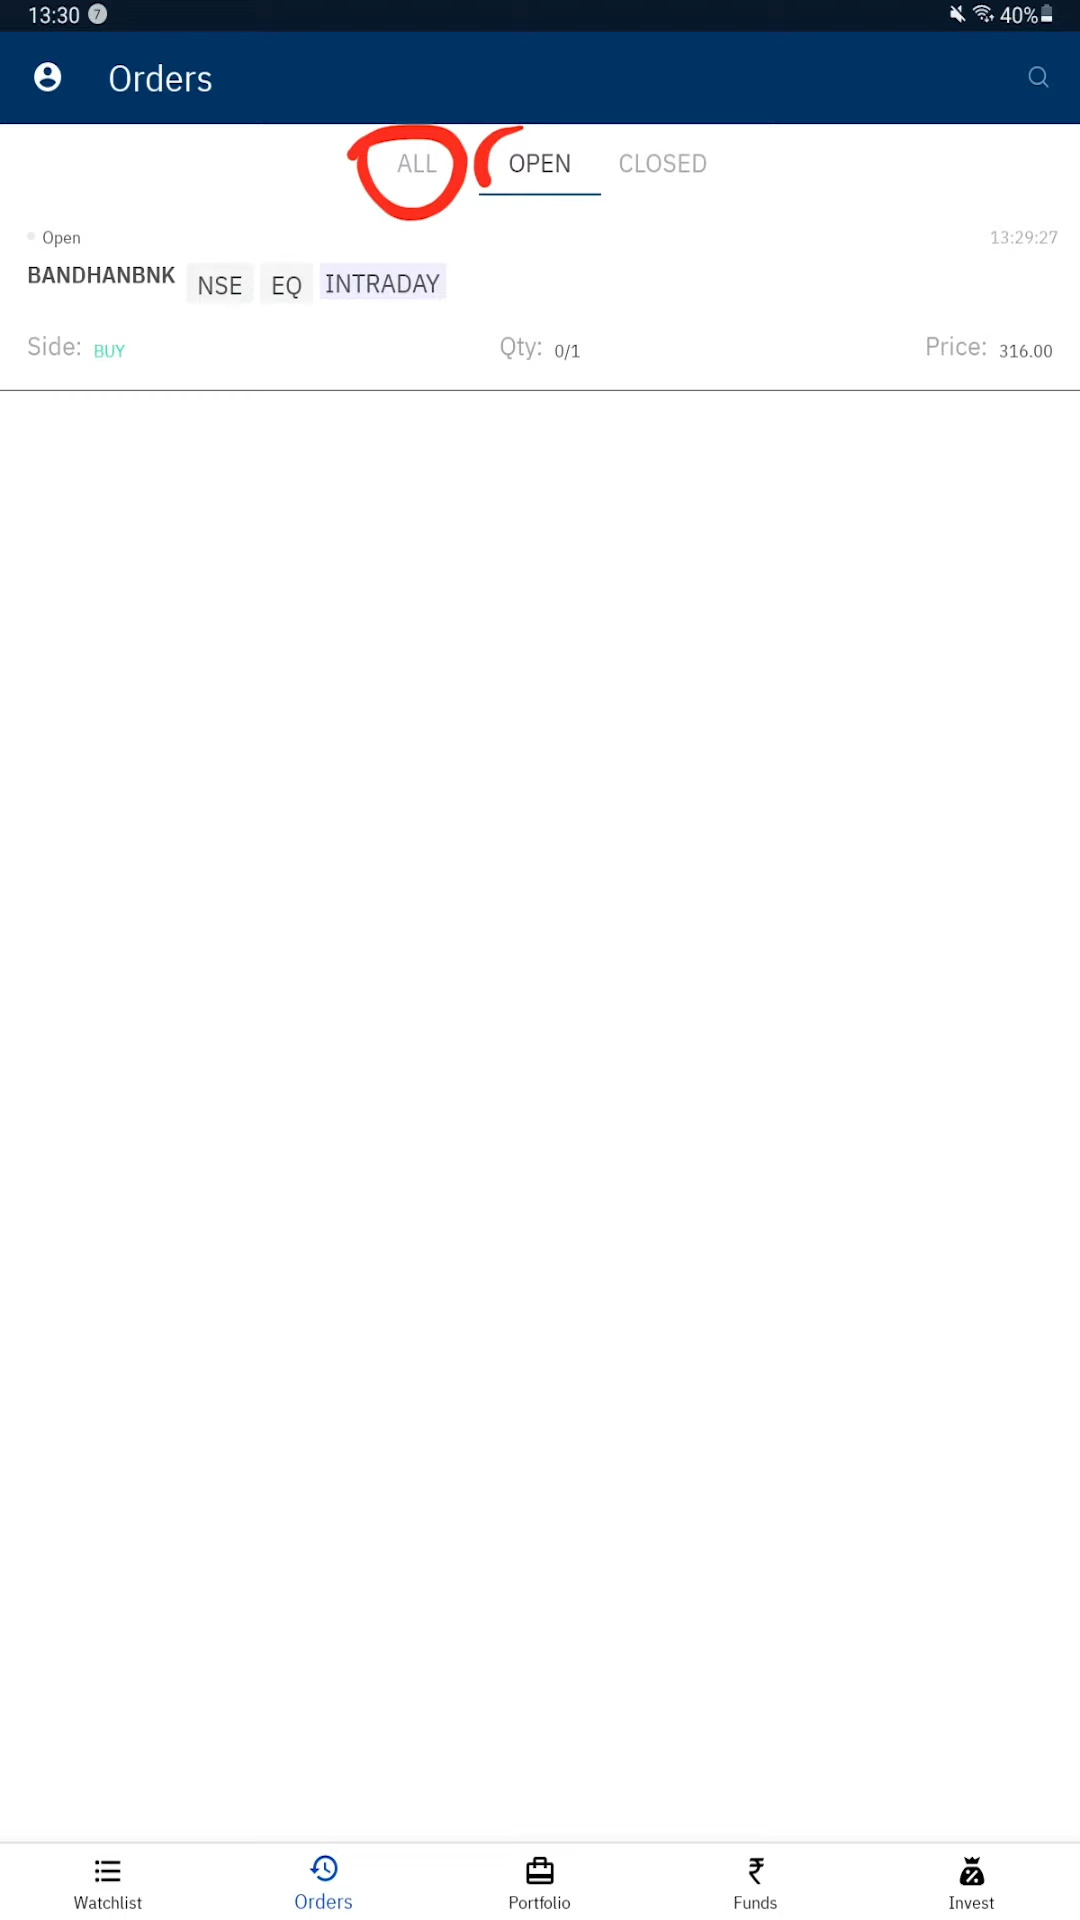 13:30 7 40%
Orders
ALL OPEN CLOSED
Open 13:29:27
BANDHANBNK NSE EQ INTRADAY
Side: BUY Qty: 0/1 Price: 316.00
Watchlist Orders Portfolio Funds Invest